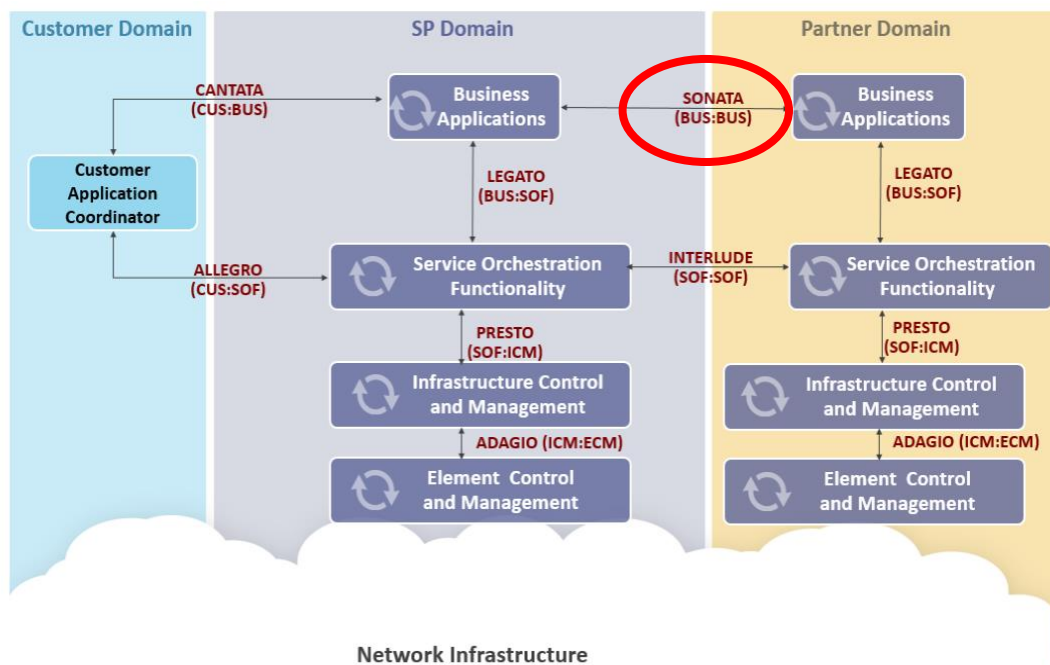 Customer Domain
SP Domain
Partner Domain
CANTATA
(CUS:BUS)
Business
Applications
SONATA
(BUS:BUS)
Business
Applications
Customer
Application
Coordinator
LEGATO
(BUS:SOF)
LEGATO
(BUS:SOF)
ALLEGRO
(CUS:SOF)
Service Orchestration
Functionality
INTERLUDE
(SOF:SOF)
Service Orchestration
Functionality
PRESTO
(SOF:ICM)
PRESTO
(SOF:ICM)
Infrastructure Control
and Management
Infrastructure Control
and Management
ADAGIO (ICM:ECM)
ADAGIO (ICM:ECM)
Element Control
and Management
Element Control
and Management
Network Infrastructure